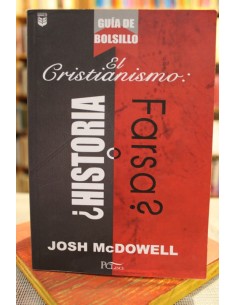 GUÍA DE
BOLSILLO
El
Cristianismo:
¿HISTORIA
o
Farsa?
JOSH McDOWELL